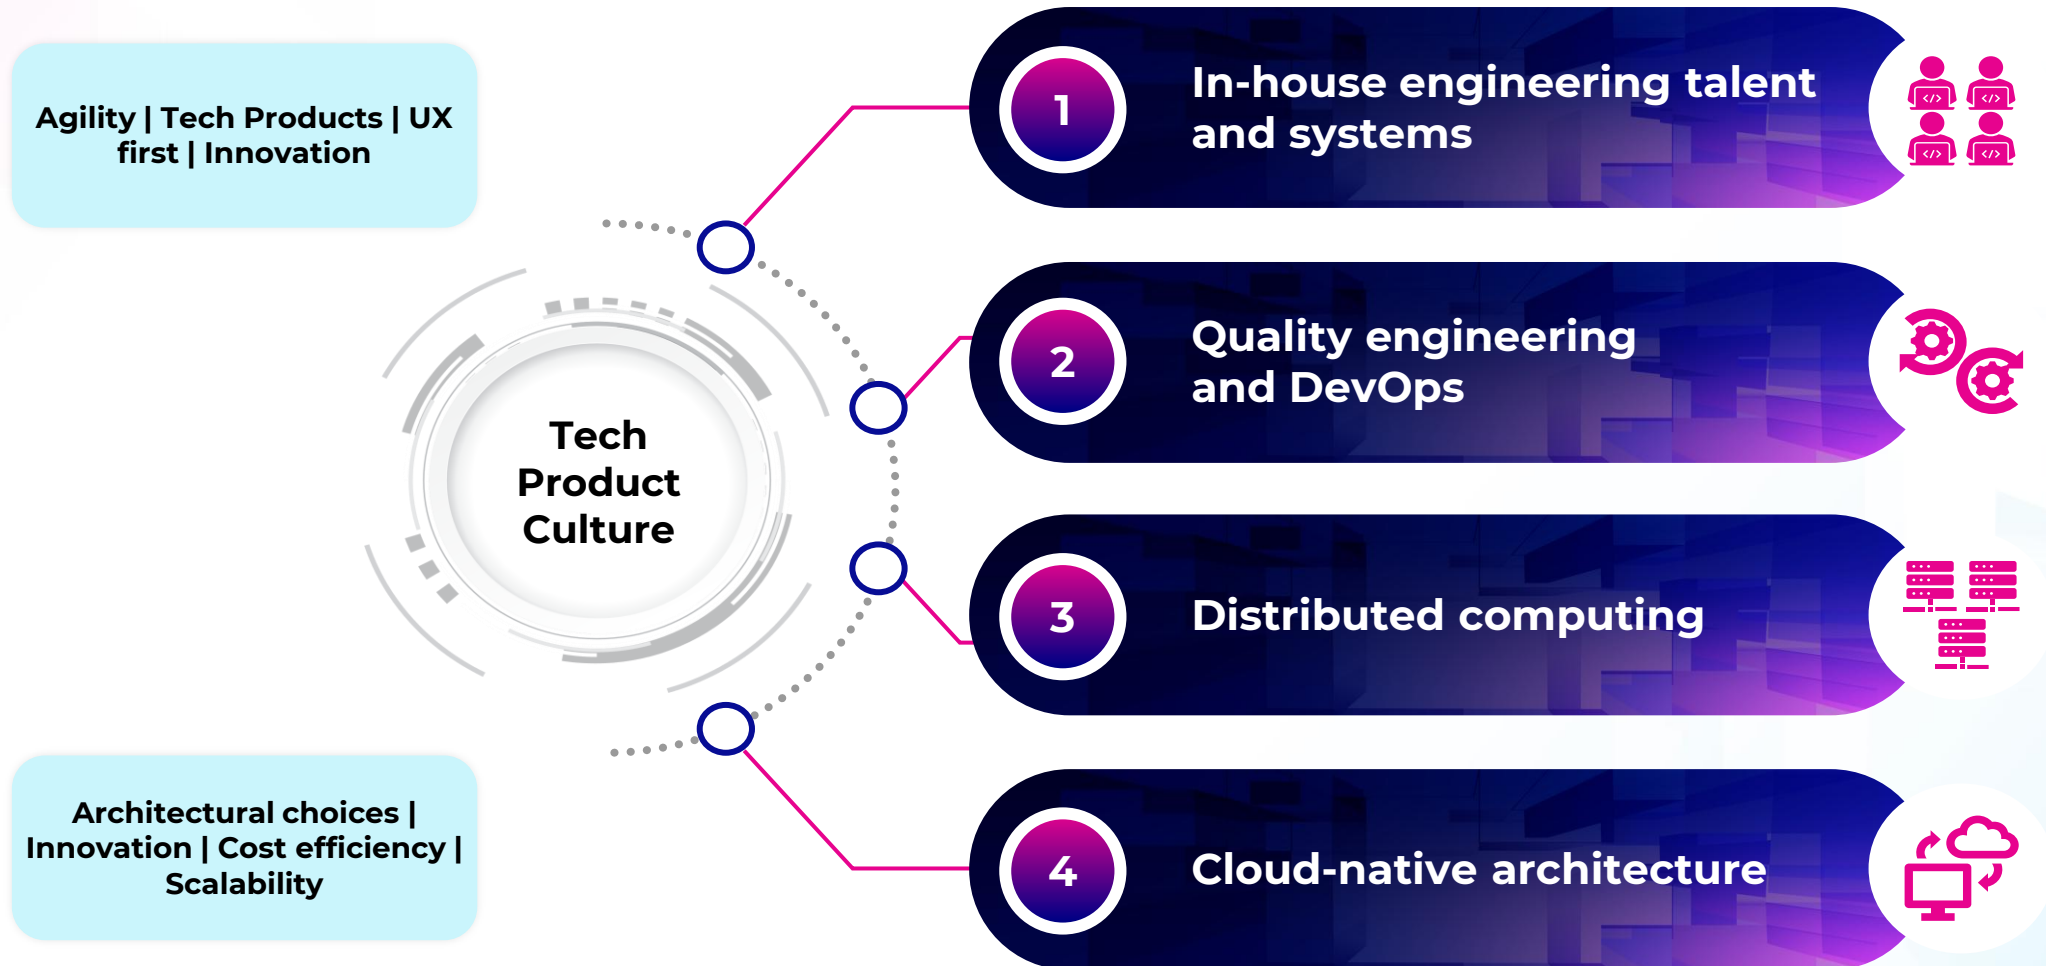 Agility | Tech Products | UX
first | Innovation
Tech
Product
Culture
Architectural choices |
Innovation | Cost efficiency |
Scalability
1
In-house engineering talent
and systems
2
Quality engineering
and DevOps
3
Distributed computing
4
Cloud-native architecture